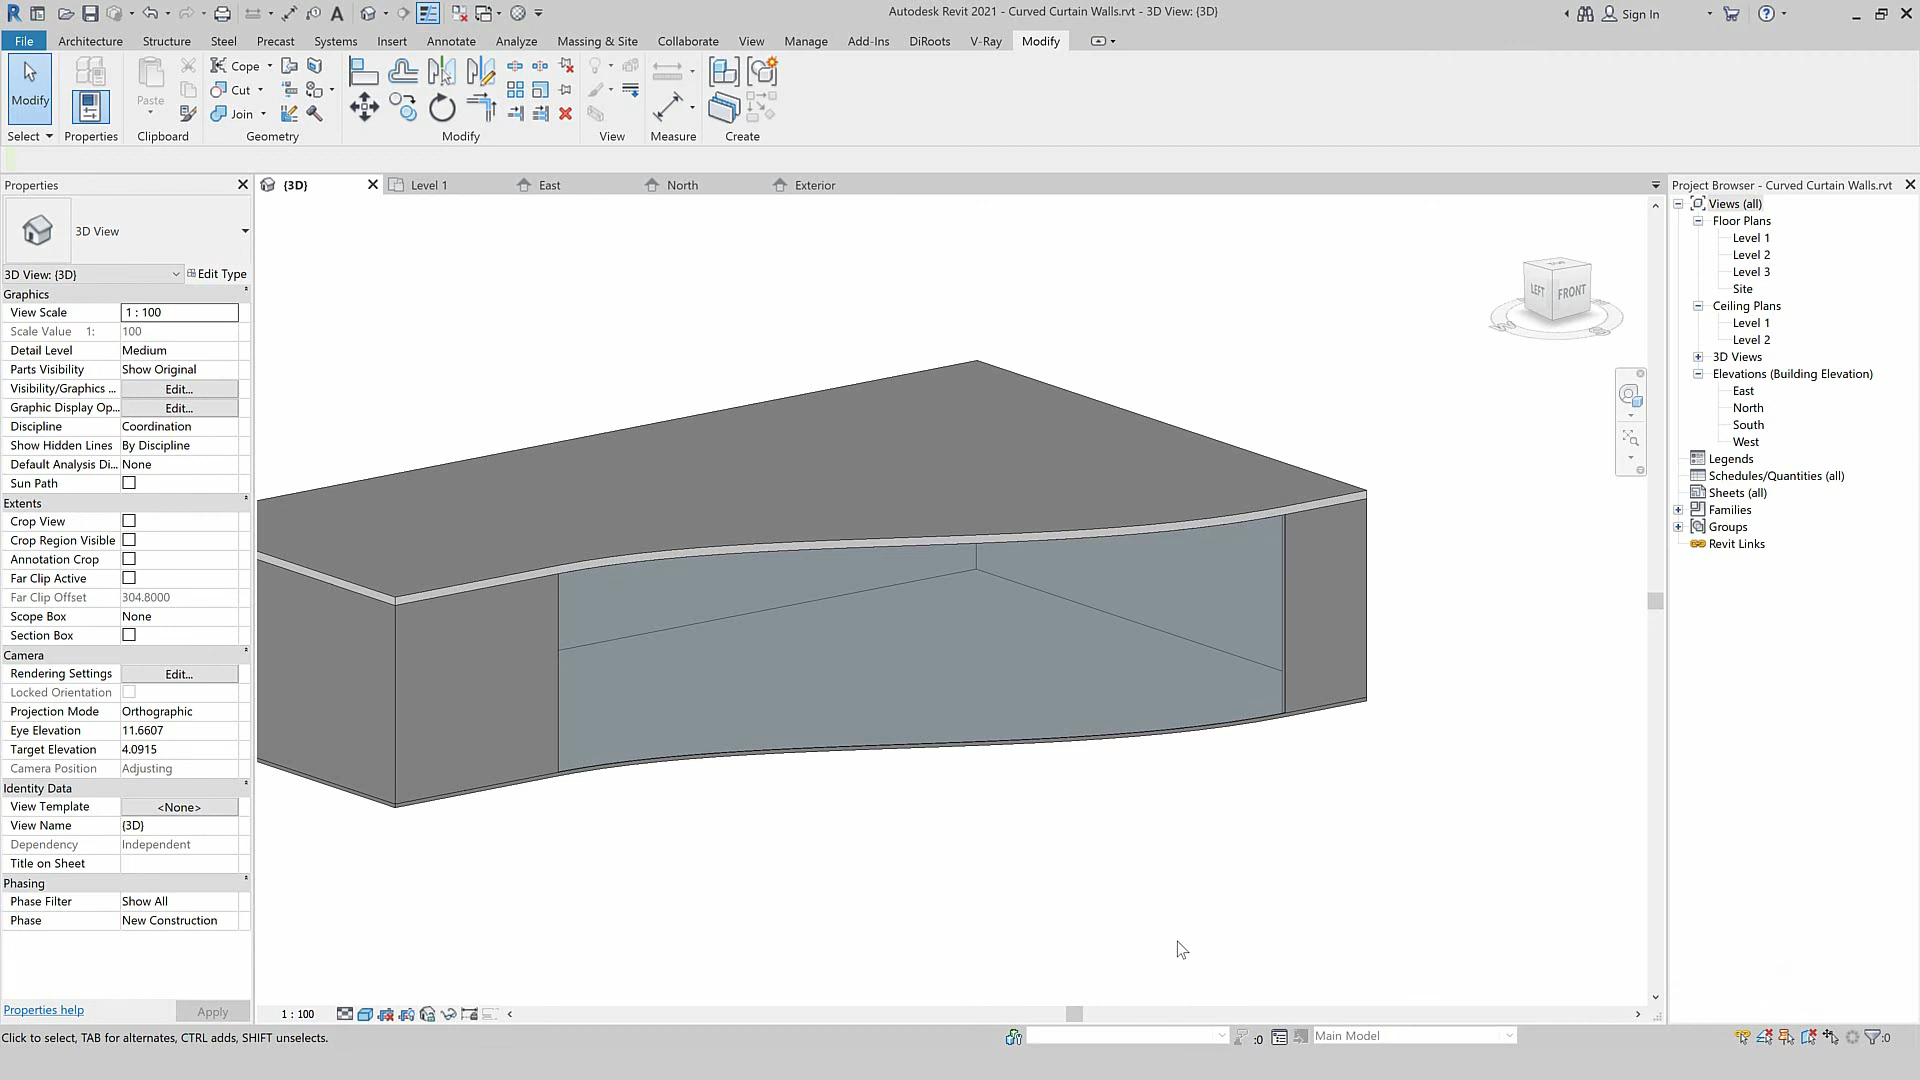 Autodesk Revit 2021 - Curved Curtain Walls.rvt - 3D View: {3D}
Sign In
File
Architecture
Structure
Steel
Precast
Systems
Insert
Annotate
Analyze
Massing & Site
Collaborate
View
Manage
Add-Ins
DiRoots
V-Ray
Modify
Modify
Paste
Cope
Cut
Join
Select
Properties
Clipboard
Geometry
Modify
View
Measure
Create
Properties
{3D}
Level 1
East
North
Exterior
Project Browser - Curved Curtain Walls.rvt
3D View
3D View: {3D}
Edit Type
Graphics
View Scale 1 : 100
Scale Value 1: 100
Detail Level Medium
Parts Visibility Show Original
Visibility/Graphics ... Edit...
Graphic Display Op... Edit...
Discipline Coordination
Show Hidden Lines By Discipline
Default Analysis Di... None
Sun Path
Extents
Crop View
Crop Region Visible
Annotation Crop
Far Clip Active
Far Clip Offset 304.8000
Scope Box None
Section Box
Camera
Rendering Settings Edit...
Locked Orientation
Projection Mode Orthographic
Eye Elevation 11.6607
Target Elevation 4.0915
Camera Position Adjusting
Identity Data
View Template <None>
View Name {3D}
Dependency Independent
Title on Sheet
Phasing
Phase Filter Show All
Phase New Construction
Properties help
Apply
LEFT
FRONT
Views (all)
Floor Plans
Level 1
Level 2
Level 3
Site
Ceiling Plans
Level 1
Level 2
3D Views
Elevations (Building Elevation)
East
North
South
West
Legends
Schedules/Quantities (all)
Sheets (all)
Families
Groups
Revit Links
1 : 100
Click to select, TAB for alternates, CTRL adds, SHIFT unselects.
:0
Main Model
:0